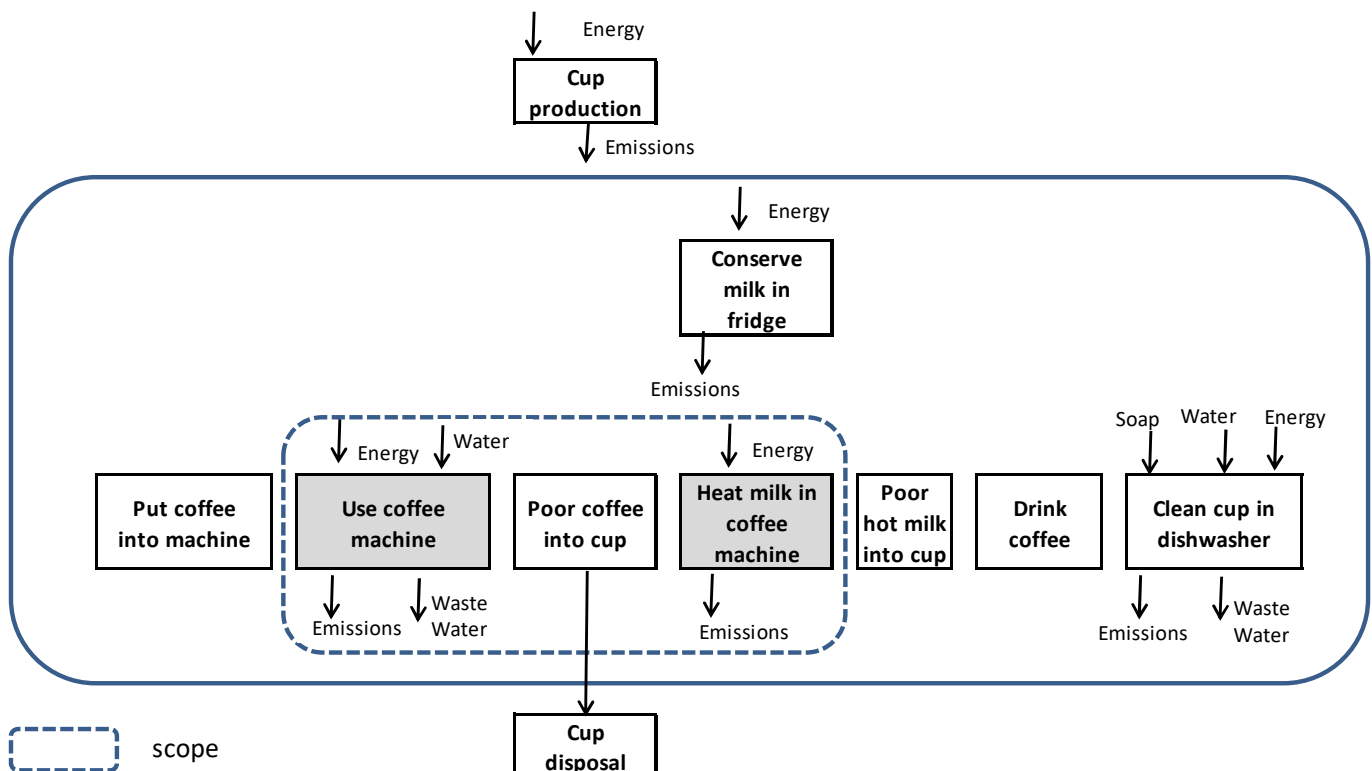 Energy
Cup
production
Emissions
Energy
Conserve
milk in
fridge
Emissions
Soap
Water
Energy
Energy
Water
Energy
Put coffee
into machine
Use coffee
machine
Poor coffee
into cup
Heat milk in
coffee
machine
Poor
hot milk
into cup
Drink
coffee
Clean cup in
dishwasher
Emissions
Waste
Water
Emissions
Emissions
Waste
Water
scope
Cup
disposal